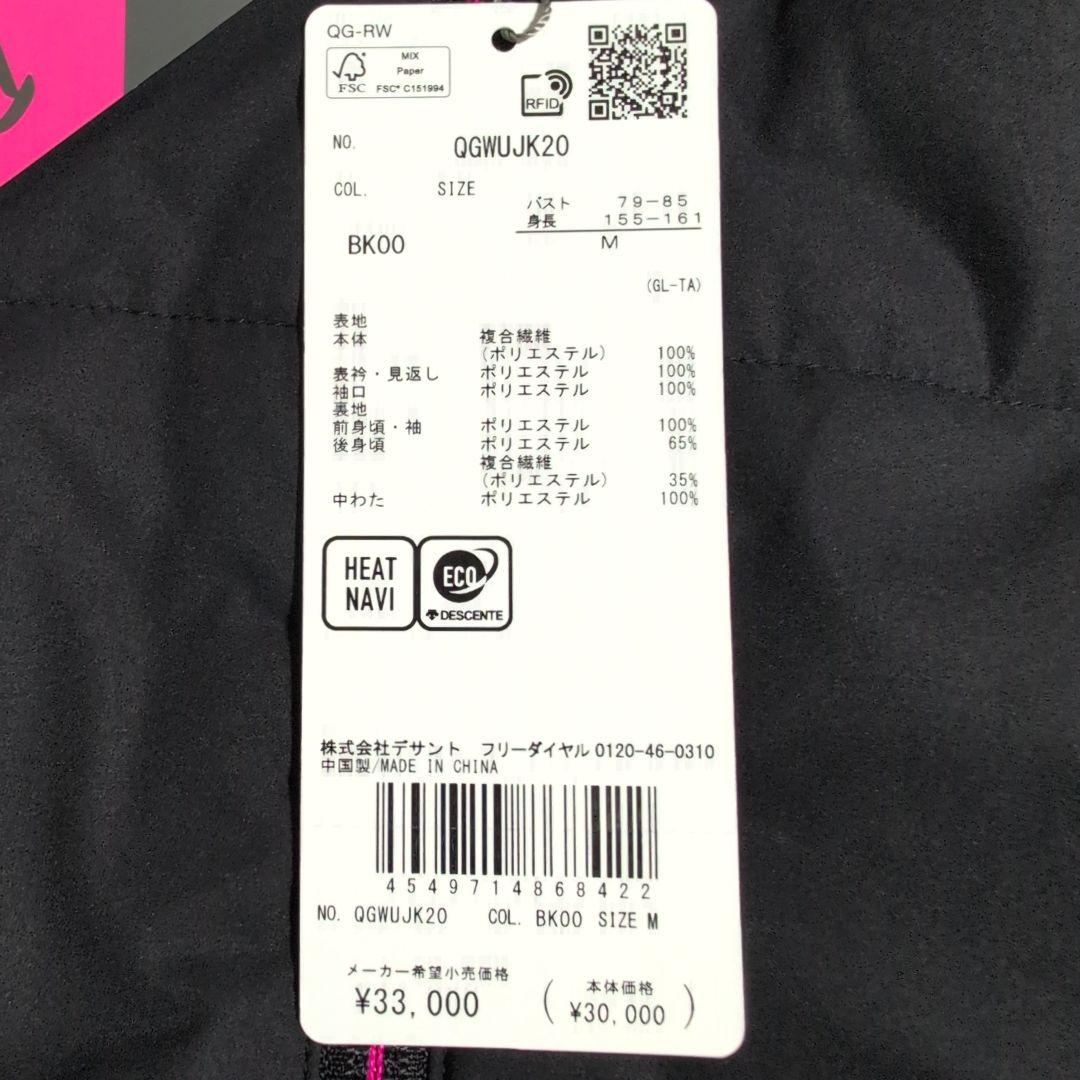 QG-RW
MIX
Paper
FSC
FSC® C151994
RFID
NO. QGWUJK20
COL. SIZE
バスト 79-85
身長 155-161
BK00 M
(GL-TA)
表地
本体 複合繊維
(ポリエステル) 100%
表衿・見返し ポリエステル 100%
袖口 ポリエステル 100%
裏地
前身頃・袖 ポリエステル 100%
後身頃 ポリエステル 65%
複合繊維
(ポリエステル) 35%
中わた ポリエステル 100%
HEAT
NAVI
ECO
DESCENTE
株式会社デサント フリーダイヤル 0120-46-0310
中国製/MADE IN CHINA
4549714868422
NO. QGWUJK20 COL. BK00 SIZE M
メーカー希望小売価格
¥33,000
(本体価格
¥30,000)